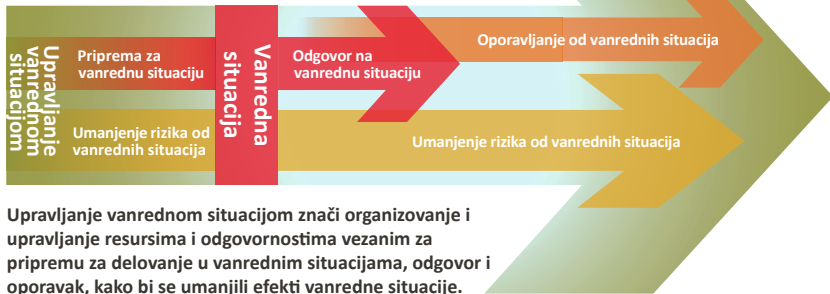 Upravljanje
vanrednom
situacijom
Priprema za
vanrednu situaciju
Vanredna
situacija
Odgovor na
vanrednu situaciju
Oporavljanje od vanrednih situacija
Umanjenje rizika od
vanrednih situacija
Umanjenje rizika od vanrednih situacija
Upravljanje vanrednom situacijom znači organizovanje i
upravljanje resursima i odgovornostima vezanim za
pripremu za delovanje u vanrednim situacijama, odgovor i
oporavak, kako bi se umanjili efekti vanredne situacije.